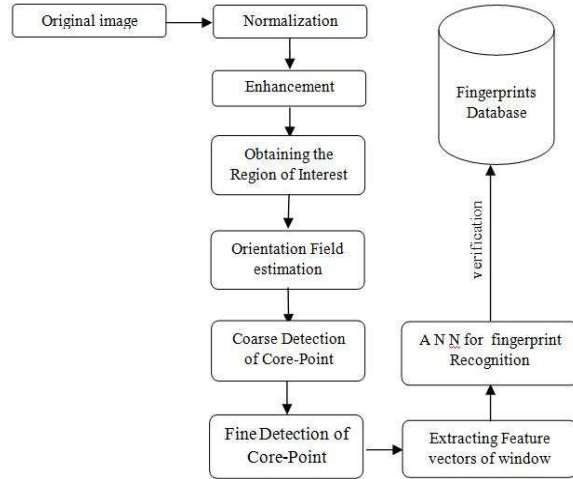 Original image
Normalization
Enhancement
Obtaining the
Region of Interest
Orientation Field
estimation
Coarse Detection
of Core-Point
Fine Detection of
Core-Point
Extracting Feature
vectors of window
A N N for fingerprint
Recognition
verification
Fingerprints
Database